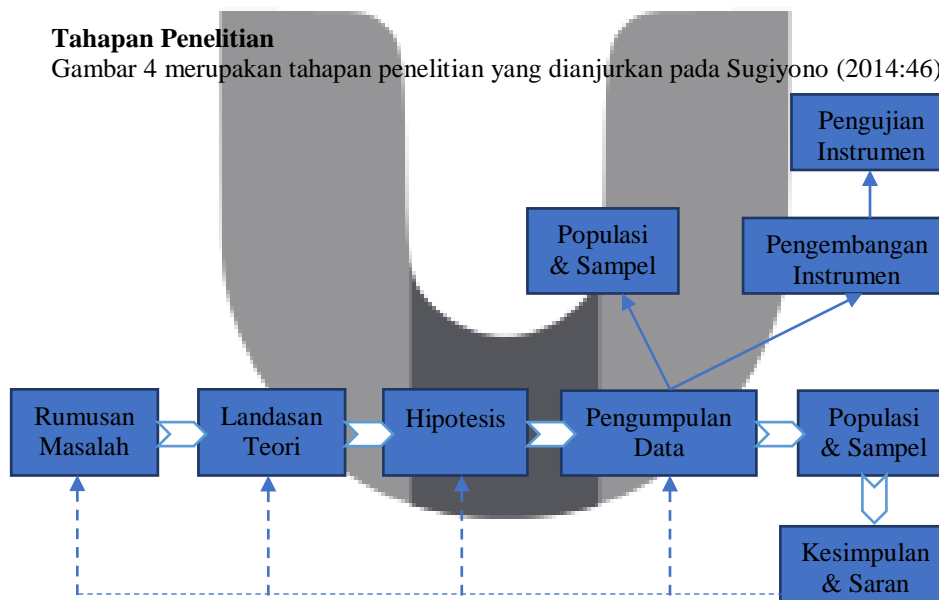 Tahapan Penelitian
Gambar 4 merupakan tahapan penelitian yang dianjurkan pada Sugiyono (2014:46)
Pengujian
Instrumen
Populasi
& Sampel
Pengembangan
Instrumen
Rumusan
Masalah
Landasan
Teori
Hipotesis
Pengumpulan
Data
Populasi
& Sampel
Kesimpulan
& Saran